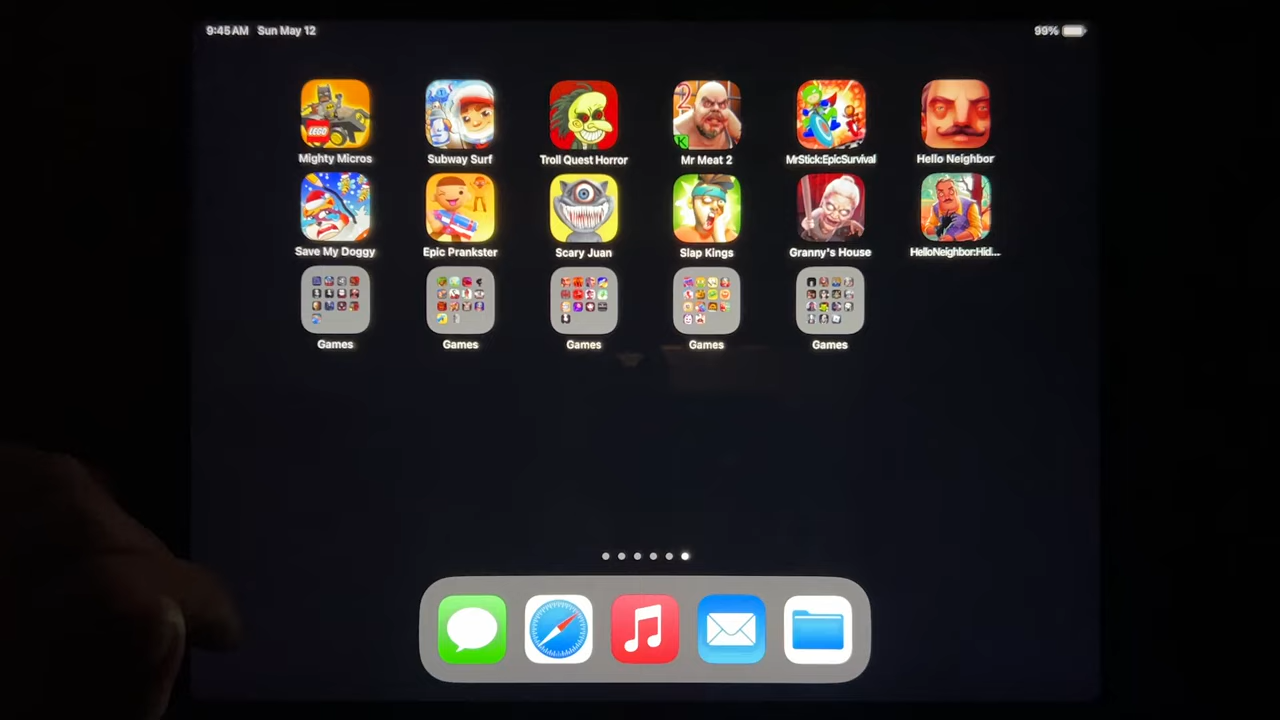 9:45 AM Sun May 12
99%
LEGO
2
K
Mighty Micros
Subway Surf
Troll Quest Horror
Mr Meat 2
MrStick:EpicSurvival
Hello Neighbor
Save My Doggy
Epic Prankster
Scary Juan
Slap Kings
Granny's House
HelloNeighbor:Hid...
Games
Games
Games
Games
Games